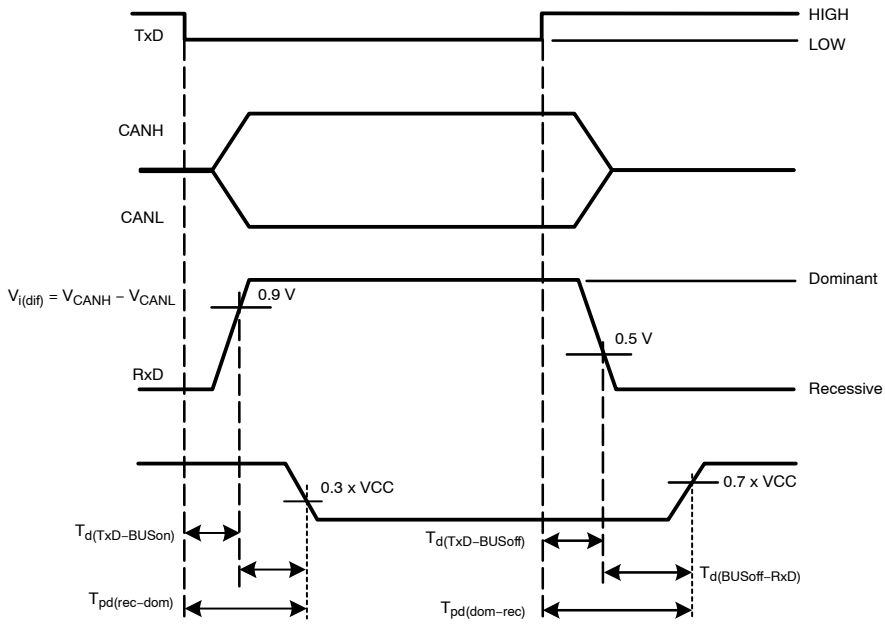 HIGH
TxD
LOW
CANH
CANL
Dominant
V_i(dif) = V_CANH − V_CANL
0.9 V
0.5 V
RxD
Recessive
0.3 x VCC
0.7 x VCC
T_d(TxD−BUSon)
T_d(TxD−BUSoff)
T_d(BUSoff−RxD)
T_pd(rec−dom)
T_pd(dom−rec)